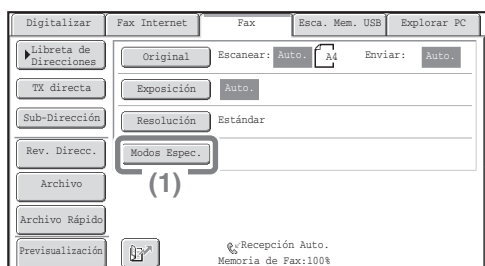 Digitalizar
Fax Internet
Fax
Esca. Mem. USB
Explorar PC
Libreta de
Direcciones
TX directa
Sub-Dirección
Rev. Direcc.
Archivo
Archivo Rápido
Previsualización
Original
Escanear: Auto. A4 Enviar: Auto.
Exposición
Auto.
Resolución
Estándar
Modos Espec.
(1)
Recepción Auto.
Memoria de Fax:100%